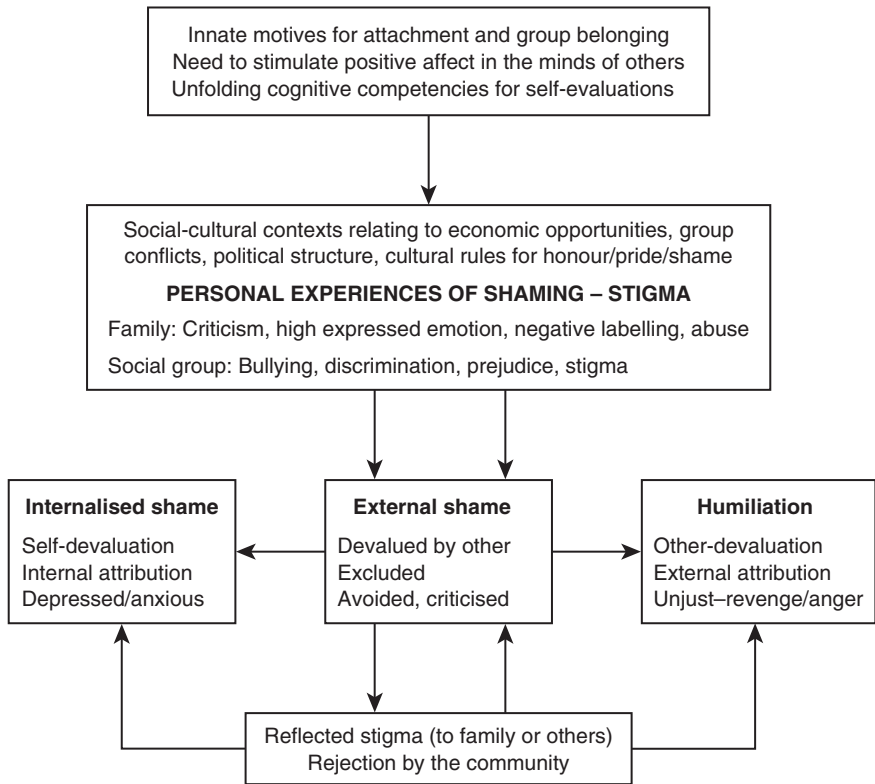 Innate motives for attachment and group belonging
Need to stimulate positive affect in the minds of others
Unfolding cognitive competencies for self-evaluations
Social-cultural contexts relating to economic opportunities, group
conflicts, political structure, cultural rules for honour/pride/shame
PERSONAL EXPERIENCES OF SHAMING – STIGMA
Family: Criticism, high expressed emotion, negative labelling, abuse
Social group: Bullying, discrimination, prejudice, stigma
Internalised shame
Self-devaluation
Internal attribution
Depressed/anxious
External shame
Devalued by other
Excluded
Avoided, criticised
Humiliation
Other-devaluation
External attribution
Unjust–revenge/anger
Reflected stigma (to family or others)
Rejection by the community